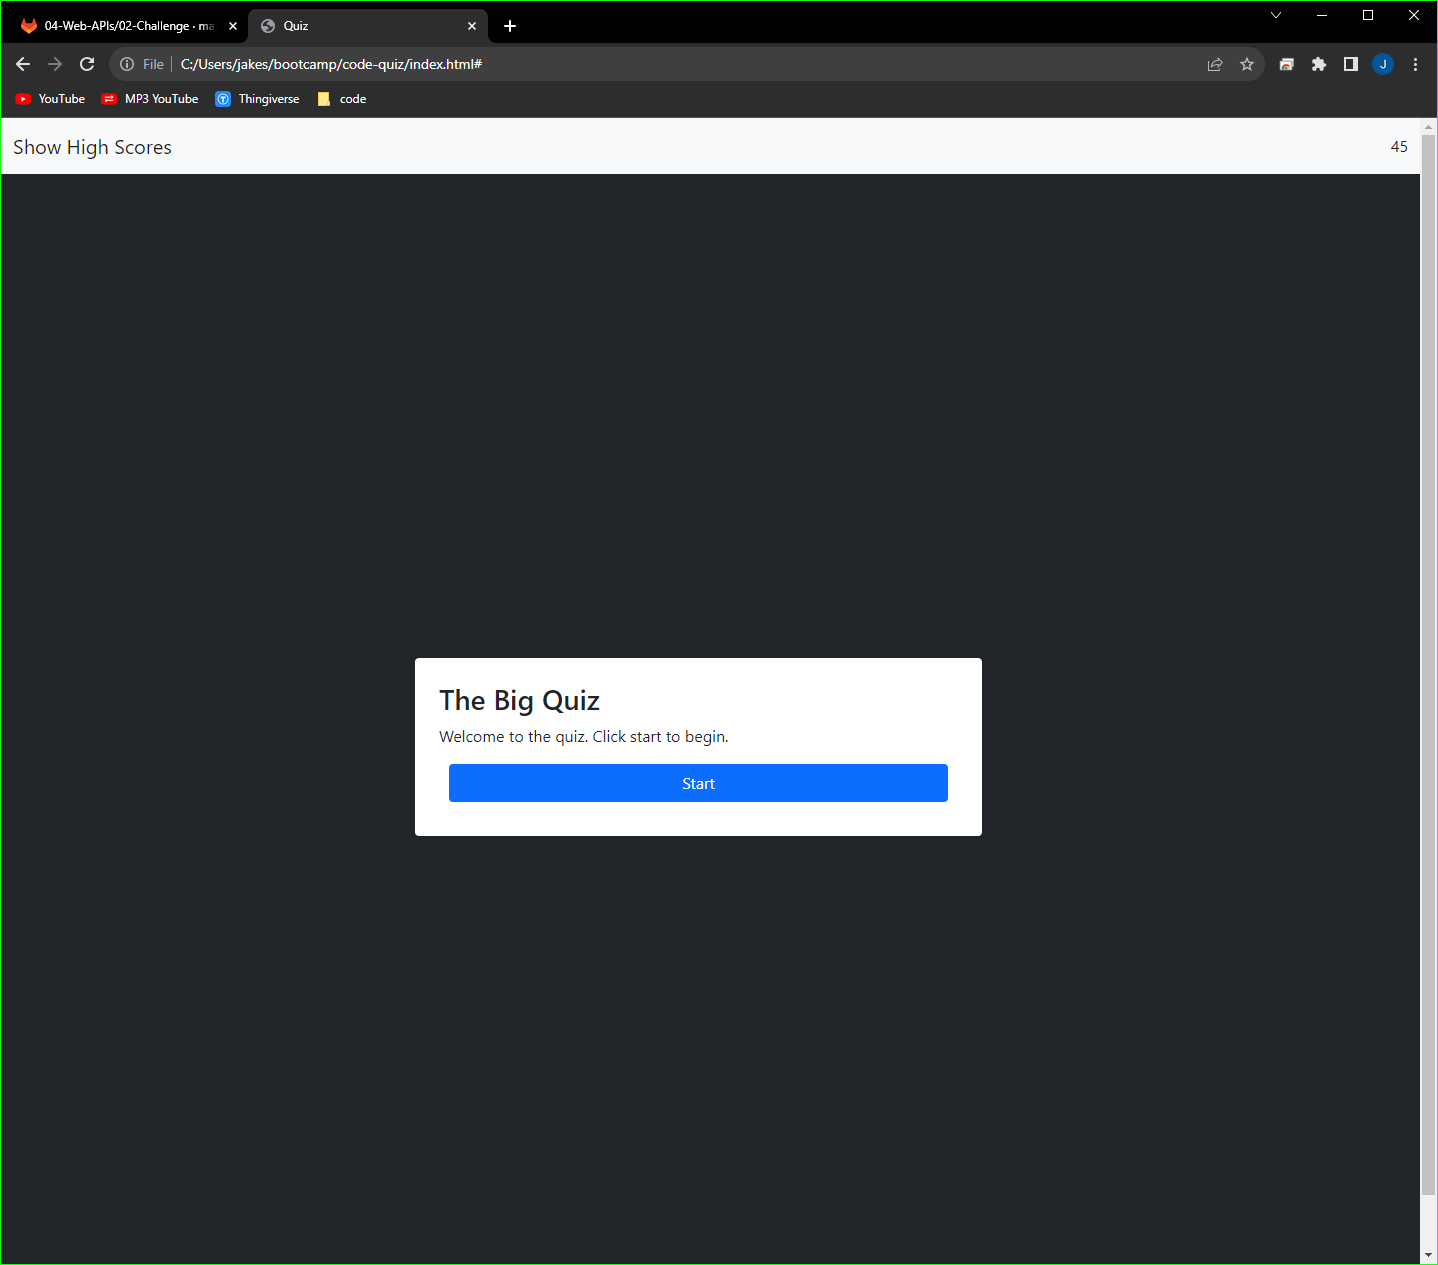 04-Web-APIs/02-Challenge · ma
Quiz
File
C:/Users/jakes/bootcamp/code-quiz/index.html#
J
YouTube
MP3 YouTube
Thingiverse
code
Show High Scores
45
The Big Quiz
Welcome to the quiz. Click start to begin.
Start